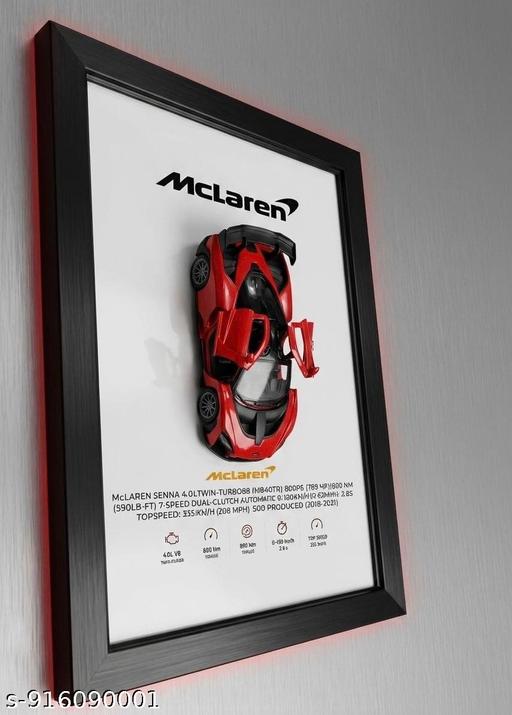 McLaren
McLaren
McLAREN SENNA 4.0LTWIN-TURBO88 (M840TR) 800PS (789 HP)/800 NM
(590LB-FT) 7-SPEED DUAL-CLUTCH AUTOMATIC 0: 100KM/H/0 62MPH): 2.8S
TOPSPEED: 335KN/H (208 MPH) 500 PRODUCED (2018-2021)
4.0L V8
800 Nm
800 Nm
0-100 km/h
TOP SPEED
2.8 s
s-916090001